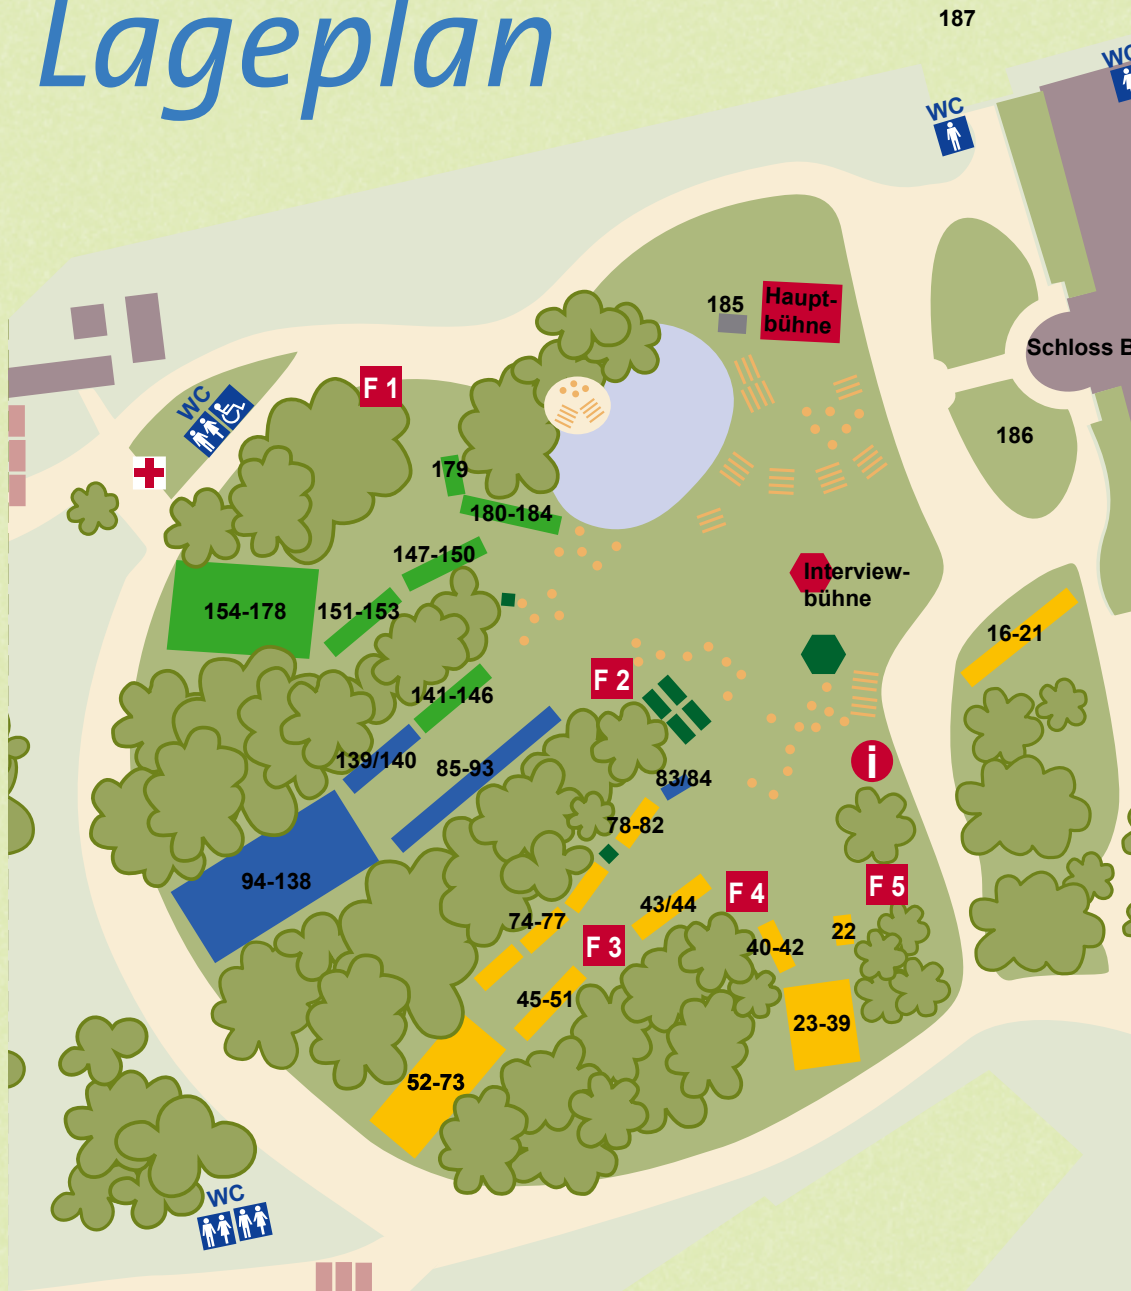 Lageplan
187
WC
WC
185
Haupt-
bühne
Schloss B
F 1
WC
186
179
180-184
147-150
Interview-
bühne
154-178
151-153
16-21
F 2
141-146
139/140
85-93
83/84
i
78-82
94-138
F 4
F 5
43/44
74-77
22
F 3
40-42
45-51
23-39
52-73
WC